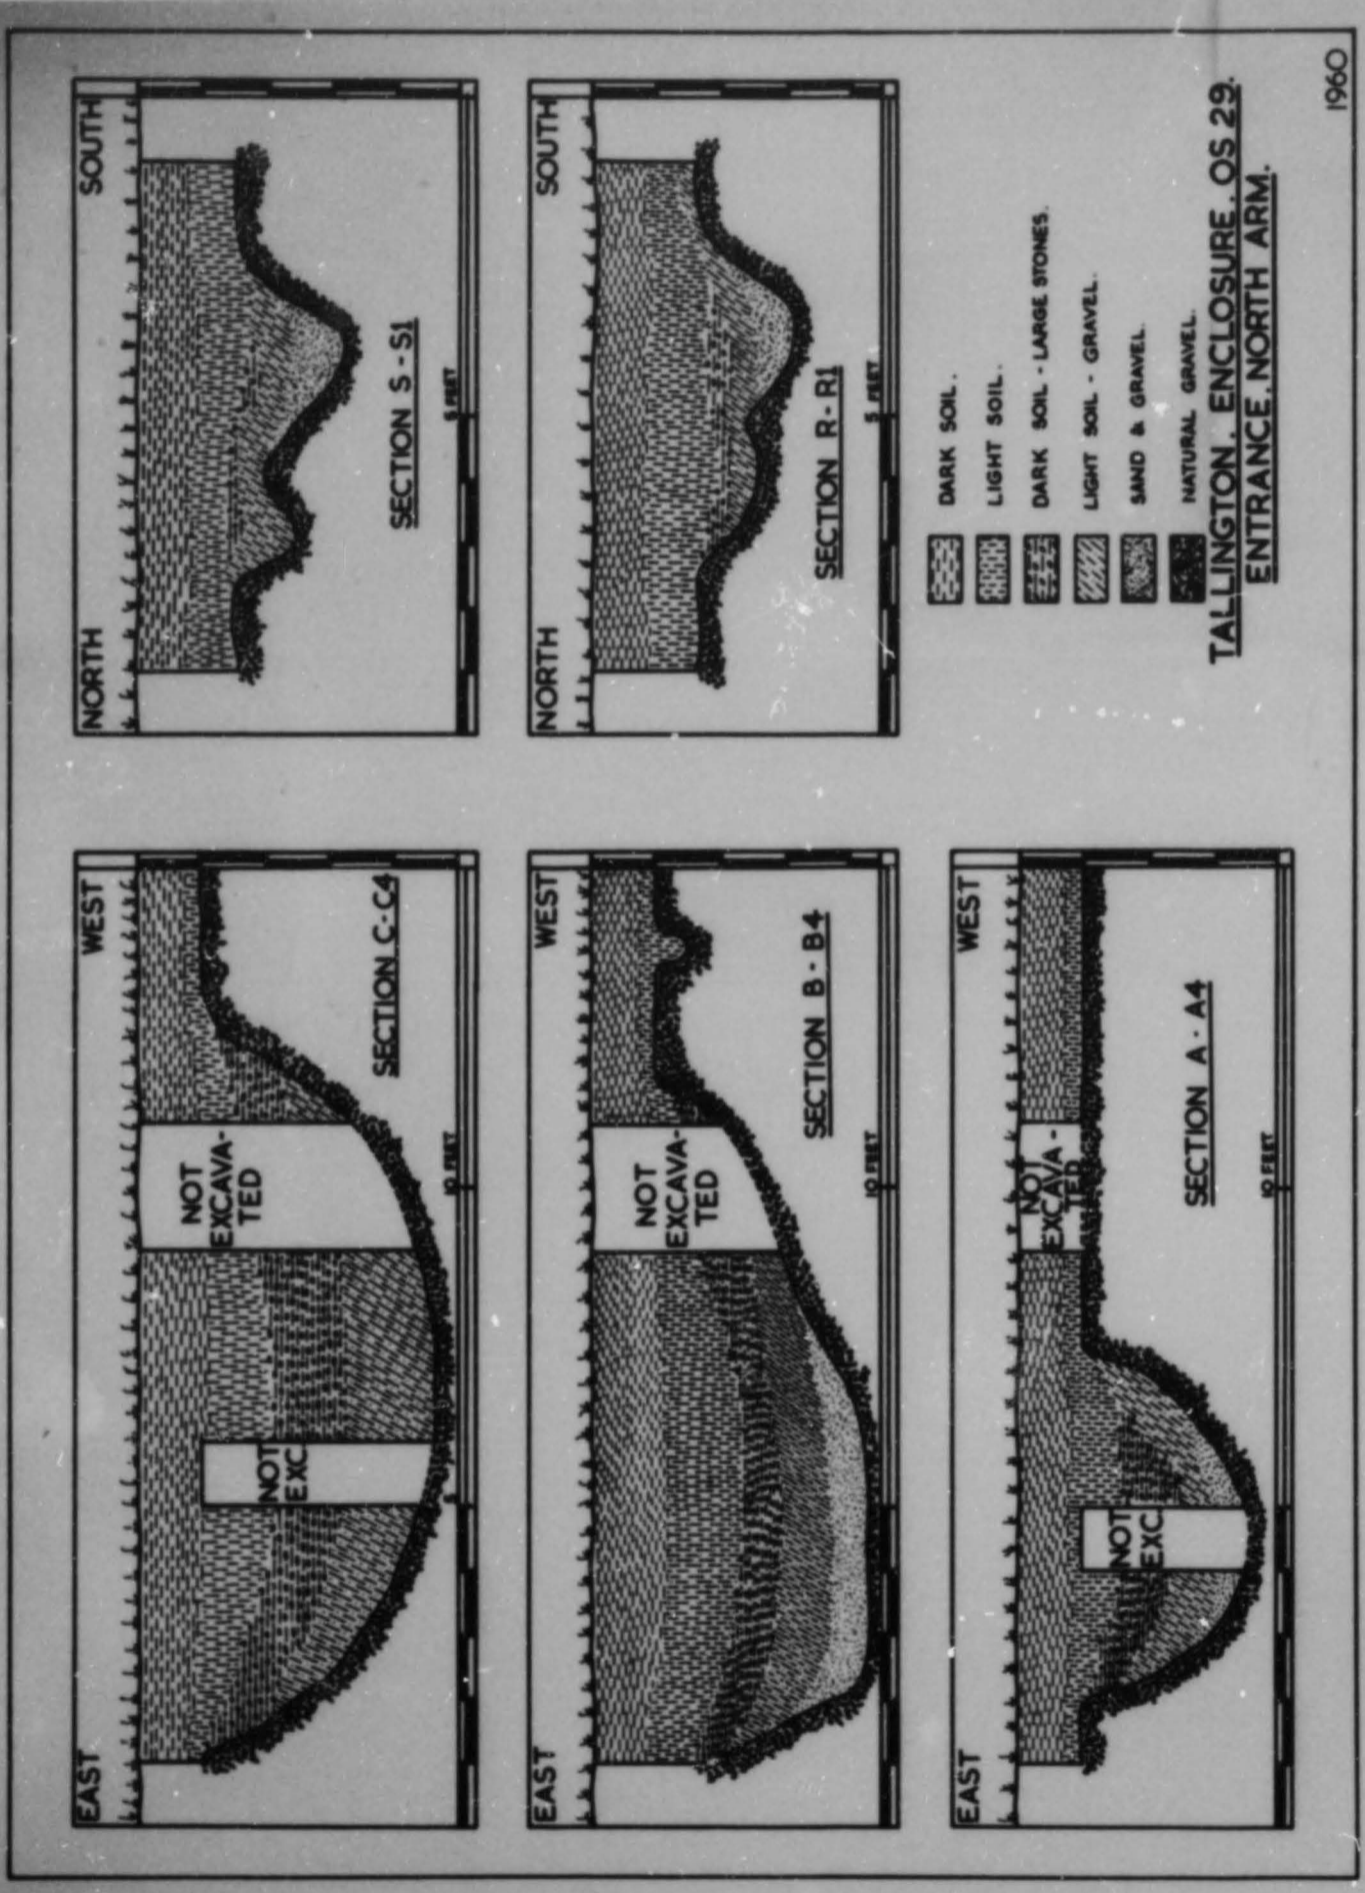 EAST
WEST
NOT
EXCAVA-
TED
NOT
EXC.
SECTION C-C4
5
10 FEET
NORTH
SOUTH
SECTION S - S1
5 FEET
EAST
WEST
NOT
EXCAVA-
TED
SECTION B - B4
10 FEET
NORTH
SOUTH
SECTION R - R1
5 FEET
EAST
WEST
NOT
EXCAVA -
TED
NOT
EXC.
SECTION A - A4
10 FEET
DARK SOIL.
LIGHT SOIL.
DARK SOIL - LARGE STONES.
LIGHT SOIL - GRAVEL.
SAND & GRAVEL.
NATURAL GRAVEL.
TALLINGTON. ENCLOSURE. OS 29.
ENTRANCE. NORTH ARM.
1960